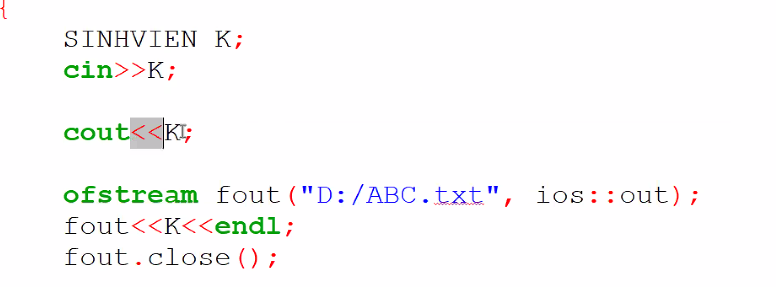 {
SINHVIEN K;
cin>>K;
cout<<K;
ofstream fout("D:/ABC.txt", ios::out);
fout<<K<<endl;
fout.close();